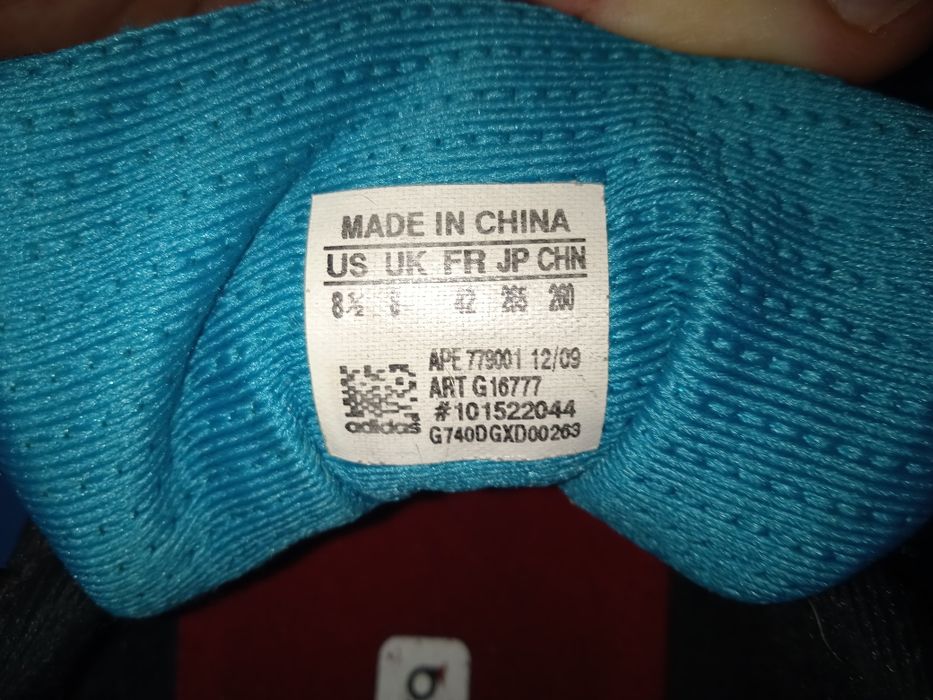 MADE IN CHINA
US UK FR JP CHN
8½ 8 42 265 260
APE 779001 12/09
ART G16777
#101522044
adidas G740DGXD00263